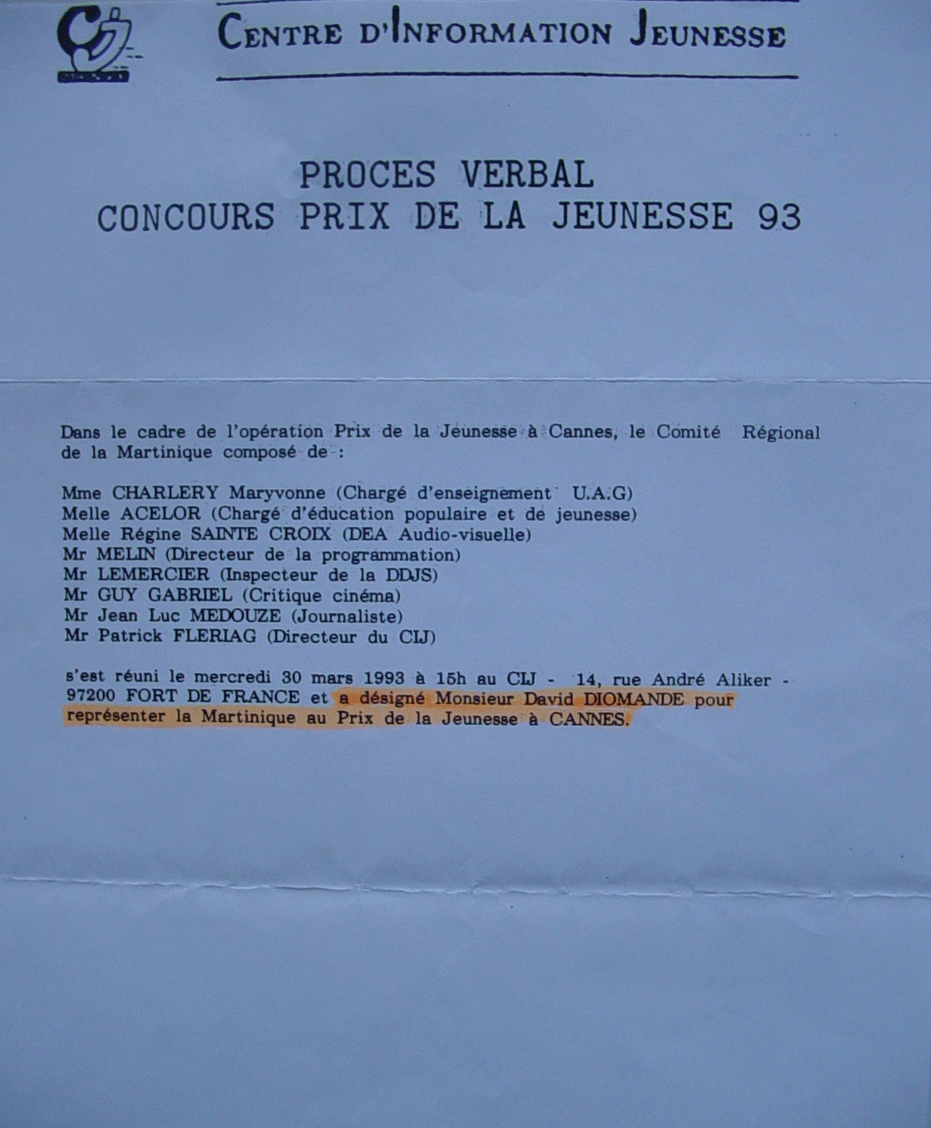 CENTRE D'INFORMATION JEUNESSE
PROCES VERBAL
CONCOURS PRIX DE LA JEUNESSE 93
Dans le cadre de l'opération Prix de la Jeunesse à Cannes, le Comité Régional
de la Martinique composé de :
Mme CHARLERY Maryvonne (Chargé d'enseignement U.A.G)
Melle ACELOR (Chargé d'éducation populaire et de jeunesse)
Melle Régine SAINTE CROIX (DEA Audio-visuelle)
Mr MELIN (Directeur de la programmation)
Mr LEMERCIER (Inspecteur de la DDJS)
Mr GUY GABRIEL (Critique cinéma)
Mr Jean Luc MEDOUZE (Journaliste)
Mr Patrick FLERIAG (Directeur du CIJ)
s'est réuni le mercredi 30 mars 1993 à 15h au CIJ - 14, rue André Aliker -
97200 FORT DE FRANCE et a désigné Monsieur David DIOMANDE pour
représenter la Martinique au Prix de la Jeunesse à CANNES.